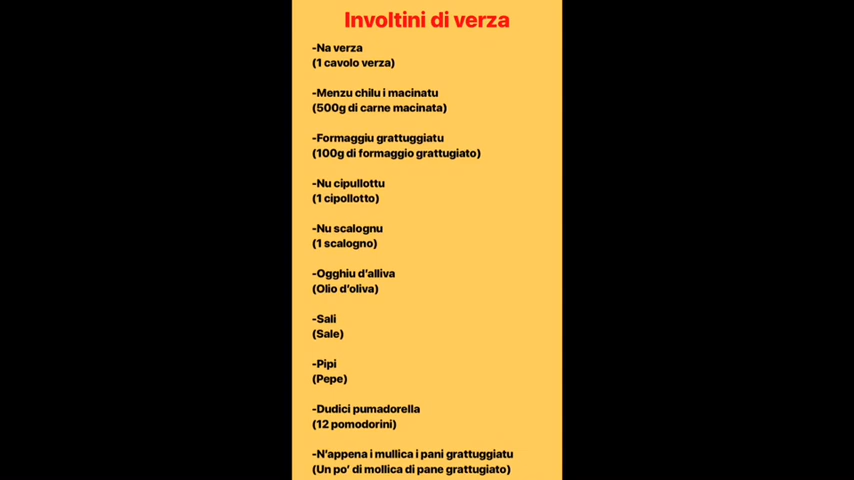 Involtini di verza
-Na verza
(1 cavolo verza)
-Menzu chilu i macinatu
(500g di carne macinata)
-Formaggiu grattuggiatu
(100g di formaggio grattugiato)
-Nu cipullottu
(1 cipollotto)
-Nu scalognu
(1 scalogno)
-Ogghiu d’alliva
(Olio d’oliva)
-Sali
(Sale)
-Pipi
(Pepe)
-Dudici pumadorella
(12 pomodorini)
-N’appena i mullica i pani grattuggiatu
(Un po’ di mollica di pane grattugiato)